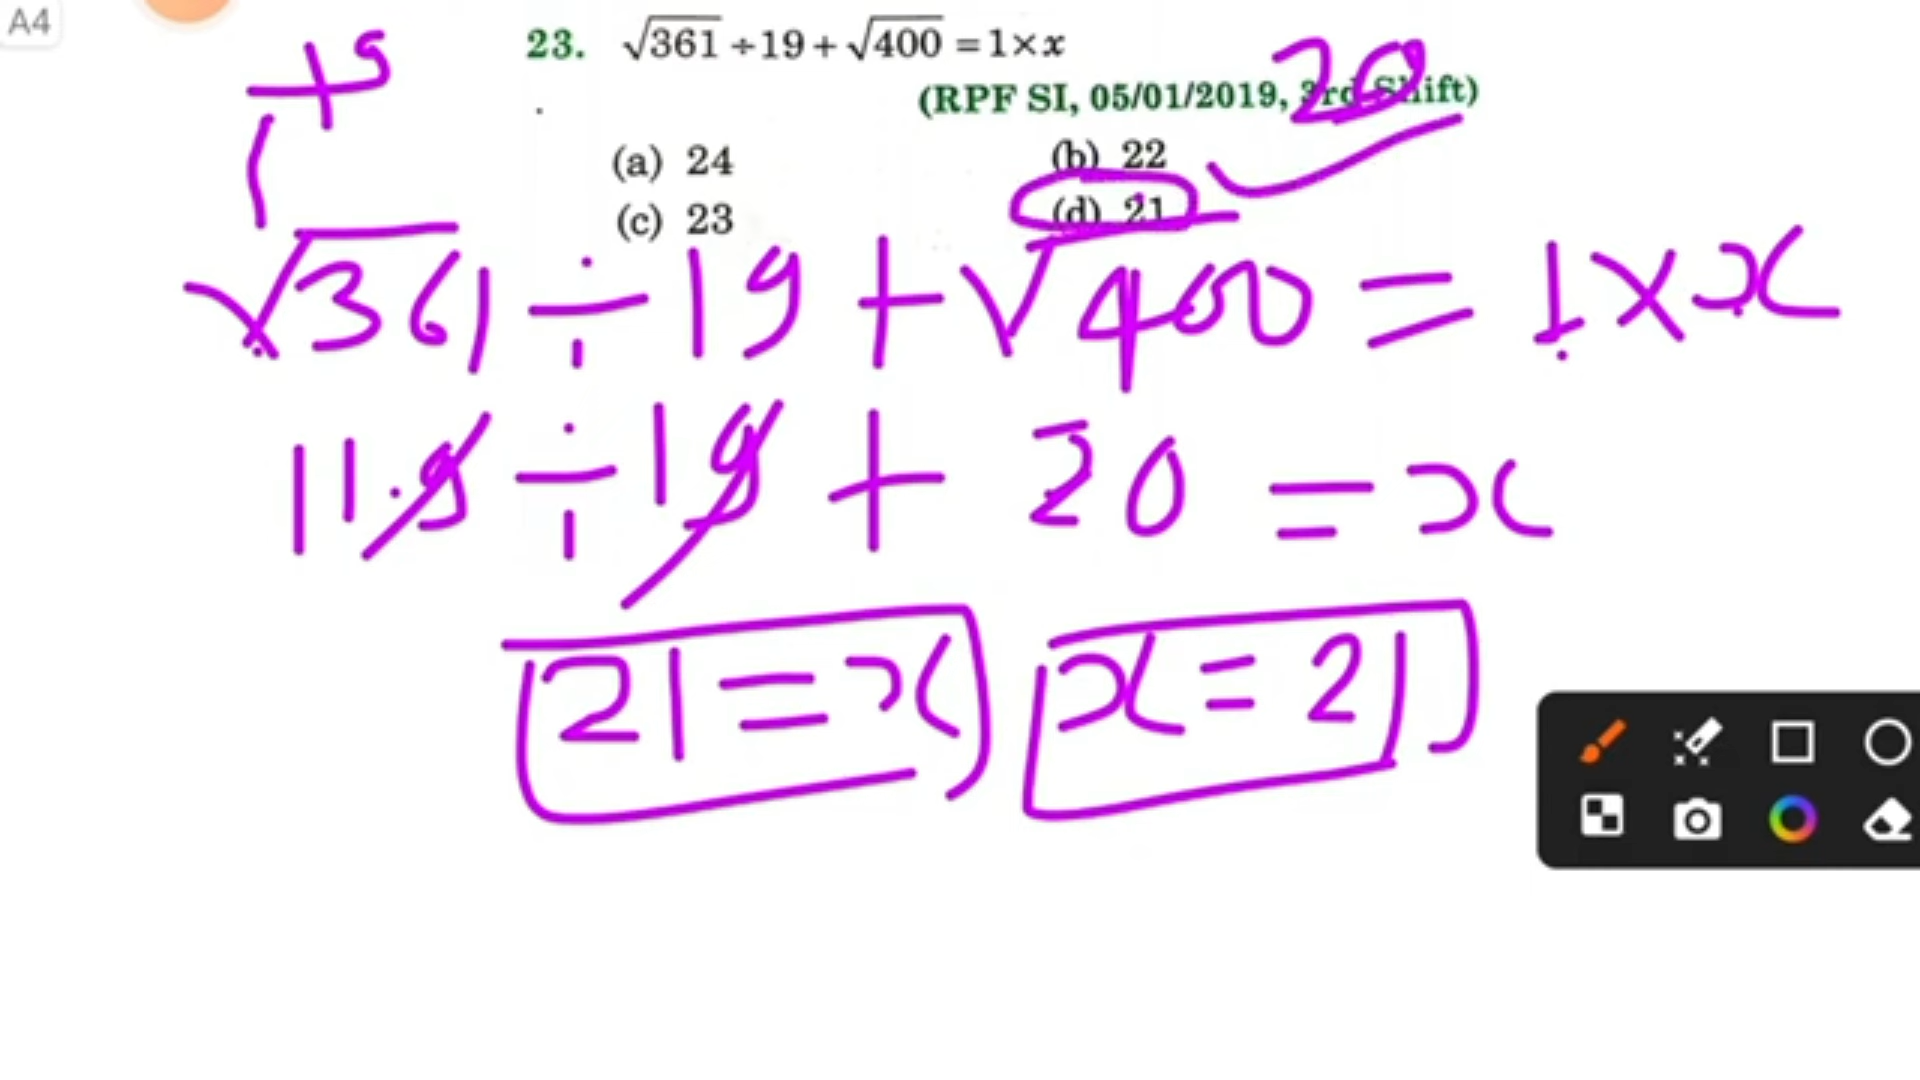 A4
23. √361 ÷ 19 + √400 = 1 × x
(RPF SI, 05/01/2019, 3rd Shift)
20
(a) 24
(b) 22
(c) 23
(d) 21
√361 ÷ 19 + √400 = 1 × x
19 ÷ 19 + 20 = x
21 = x
x = 21